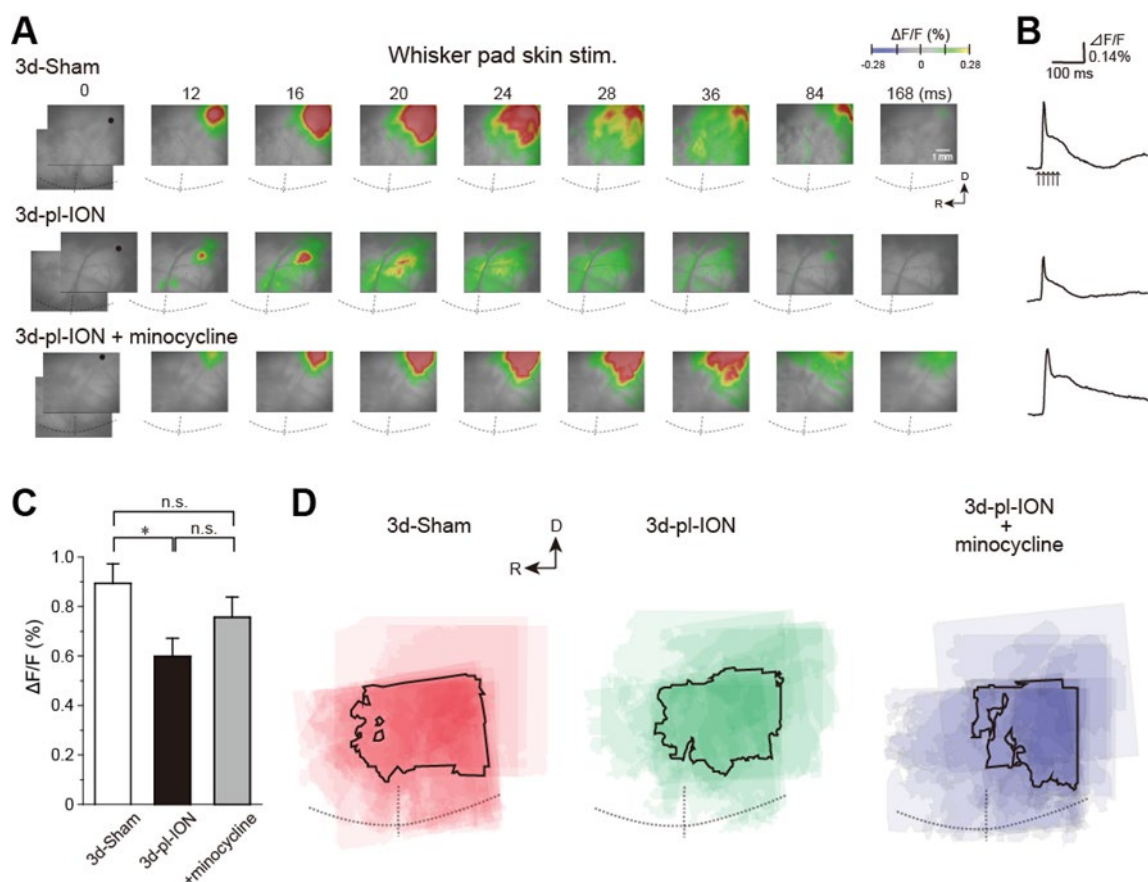 A
Whisker pad skin stim.
ΔF/F (%)
-0.28 0 0.28
B
⊿F/F
0.14%
100 ms
3d-Sham
0 12 16 20 24 28 36 84 168 (ms)
1 mm
D
R
3d-pl-ION
3d-pl-ION + minocycline
C
n.s.
* n.s.
ΔF/F (%)
1.0
0.8
0.6
0.4
0.2
0
3d-Sham
3d-pl-ION
+minocycline
D
3d-Sham
D
R
3d-pl-ION
3d-pl-ION
+
minocycline